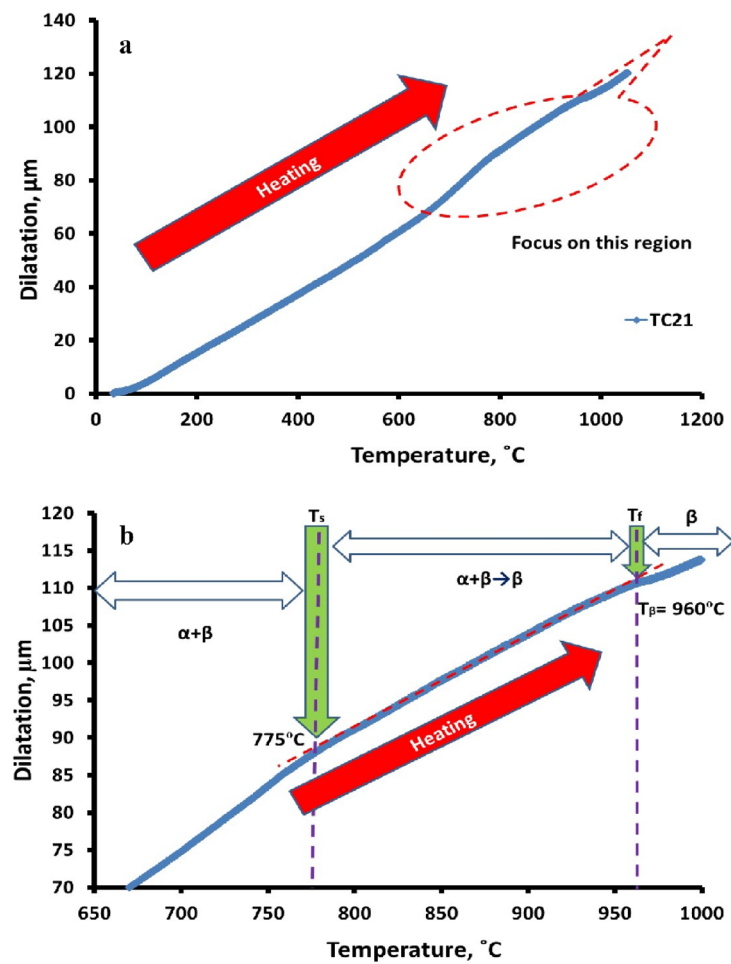 a
140
120
100
80
60
40
20
0
Dilatation, µm
Heating
Focus on this region
TC21
0 200 400 600 800 1000 1200
Temperature, ˚C
b
120
115
110
105
100
95
90
85
80
75
70
Dilatation, µm
Ts
Tf
β
α+β
α+β→β
Tβ= 960°C
775°C
Heating
650 700 750 800 850 900 950 1000
Temperature, ˚C